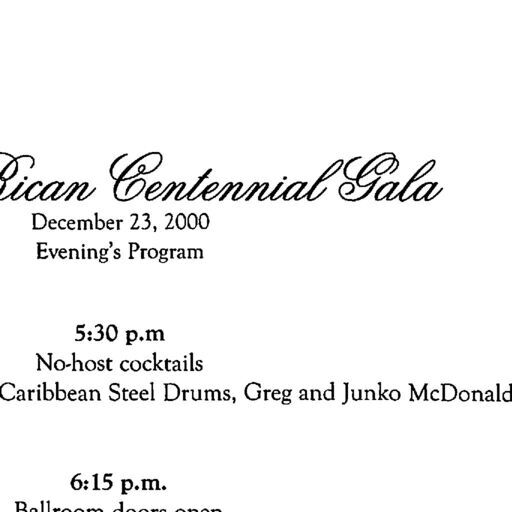 Rican Centennial Gala
December 23, 2000
Evening's Program
5:30 p.m
No-host cocktails
Caribbean Steel Drums, Greg and Junko McDonald
6:15 p.m.
Ballroom doors open